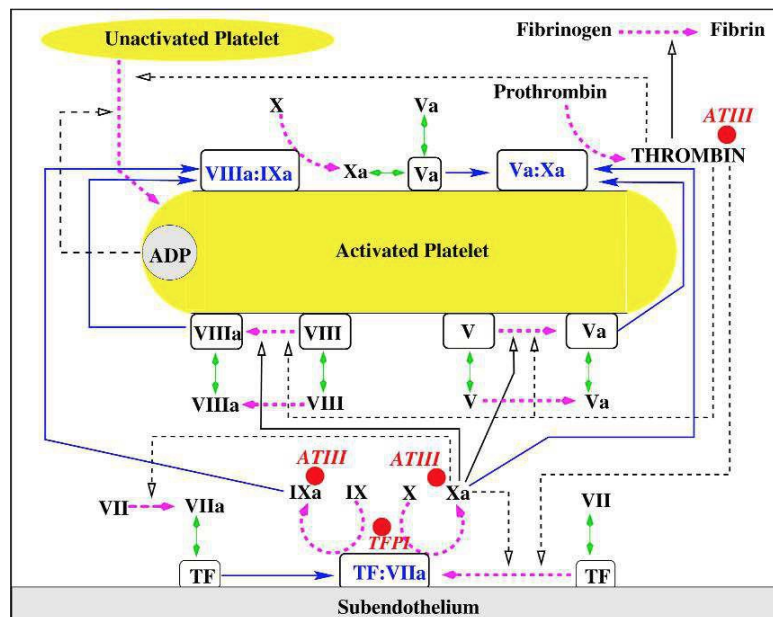 Unactivated Platelet
Fibrinogen
Fibrin
X
Va
Prothrombin
ATIII
THROMBIN
VIIIa:IXa
Xa
Va
Va:Xa
ADP
Activated Platelet
VIIIa
VIII
V
Va
VIIIa
VIII
V
Va
ATIII
ATIII
IXa
IX
X
Xa
VII
VIIa
VII
TFPI
TF
TF:VIIa
TF
Subendothelium